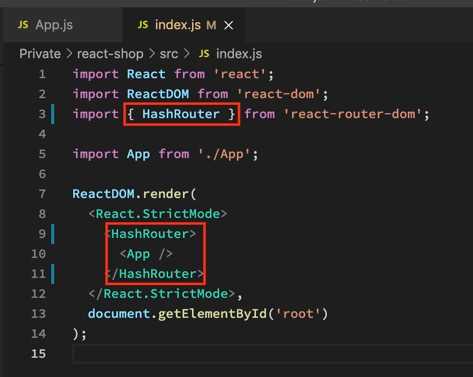 JS App.js JS index.js M ×
Private > react-shop > src > JS index.js
1 import React from 'react';
2 import ReactDOM from 'react-dom';
3 import { HashRouter } from 'react-router-dom';
4
5 import App from './App';
6
7 ReactDOM.render(
8 <React.StrictMode>
9 <HashRouter>
10 <App />
11 </HashRouter>
12 </React.StrictMode>,
13 document.getElementById('root')
14 );
15